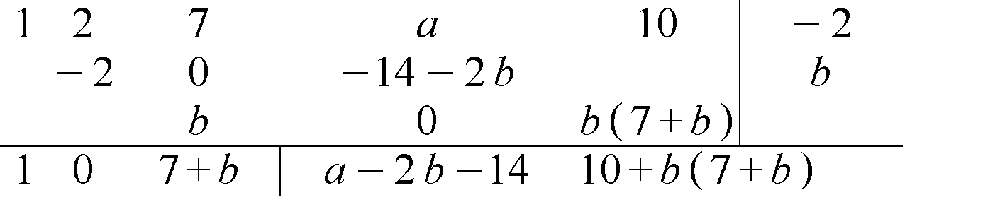 1 2 7 a 10 − 2
− 2 0 −14 − 2 b b
b 0 b ( 7 + b )
1 0 7 + b a − 2 b − 14 10 + b ( 7 + b )